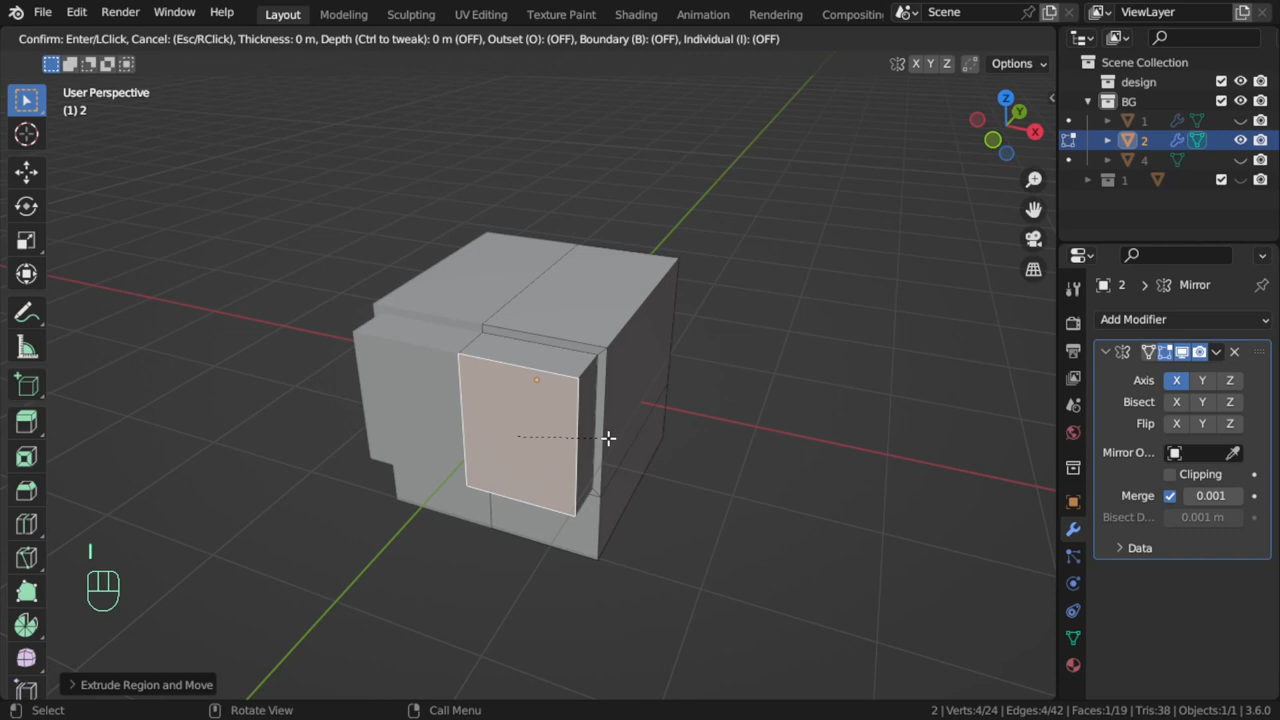 File Edit Render Window Help Layout Modeling Sculpting UV Editing Texture Paint Shading Animation Rendering Compositing Scene ViewLayer
Confirm: Enter/LClick, Cancel: (Esc/RClick), Thickness: 0 m, Depth (Ctrl to tweak): 0 m (OFF), Outset (O): (OFF), Boundary (B): (OFF), Individual (I): (OFF)
X Y Z Options
User Perspective
(1) 2
Z
Y
X
I
Extrude Region and Move
Scene Collection
design
BG
1
2
4
1
2 Mirror
Add Modifier
Axis X Y Z
Bisect X Y Z
Flip X Y Z
Mirror O...
Clipping
Merge 0.001
Bisect D... 0.001 m
Data
Select Rotate View Call Menu 2 | Verts:4/24 | Edges:4/42 | Faces:1/19 | Tris:38 | Objects:1/1 | 3.6.0